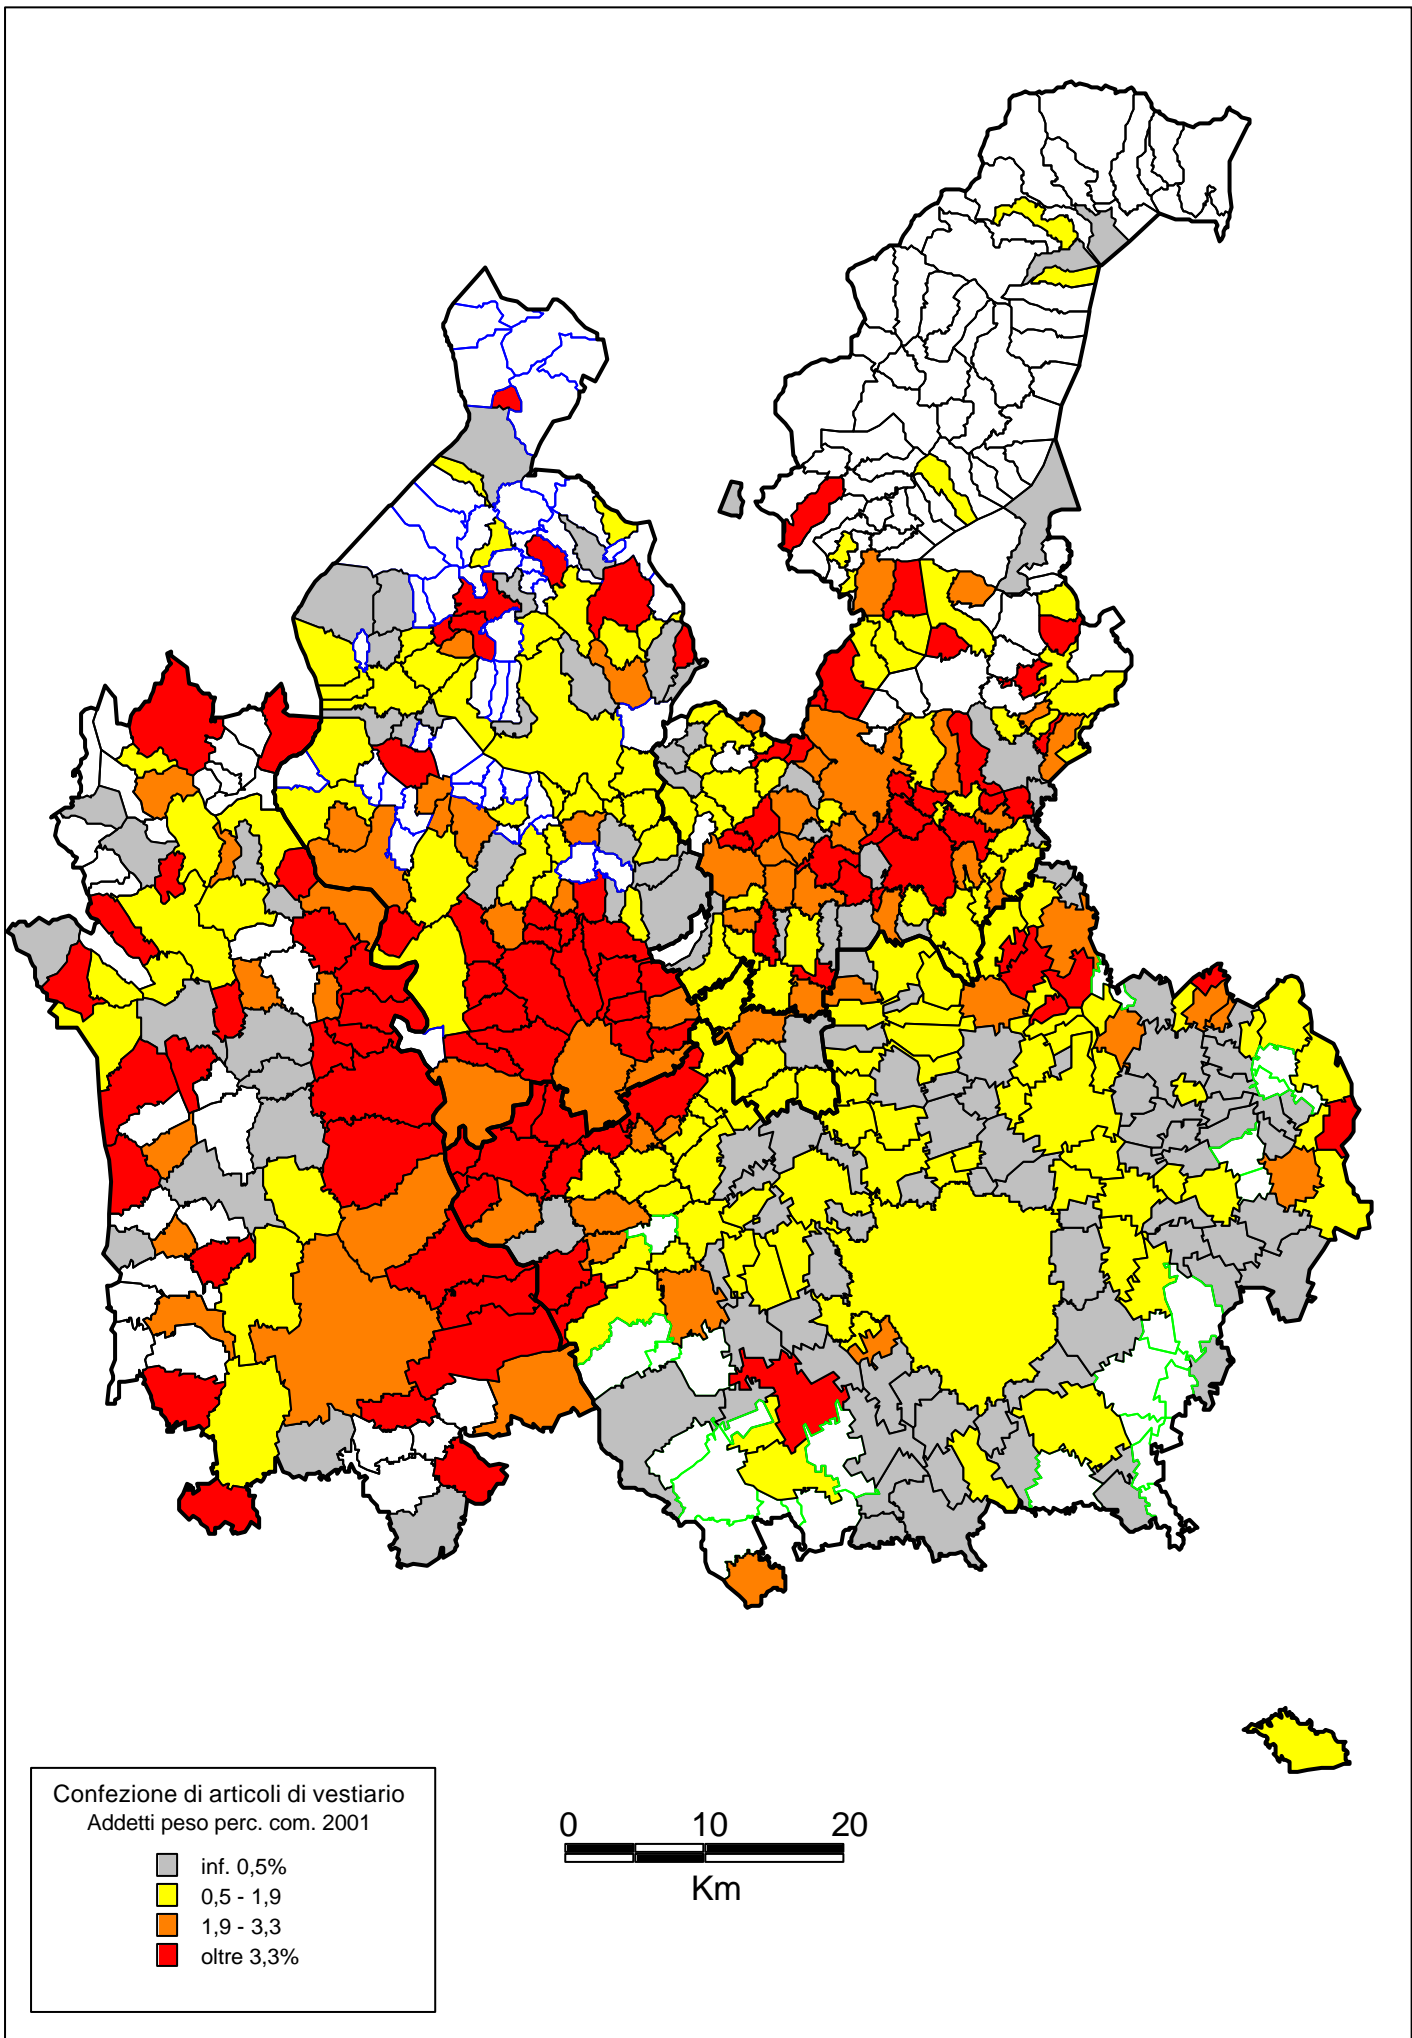 Confezione di articoli di vestiario
Addetti peso perc. com. 2001
inf. 0,5%
0,5 - 1,9
1,9 - 3,3
oltre 3,3%
0 10 20
Km